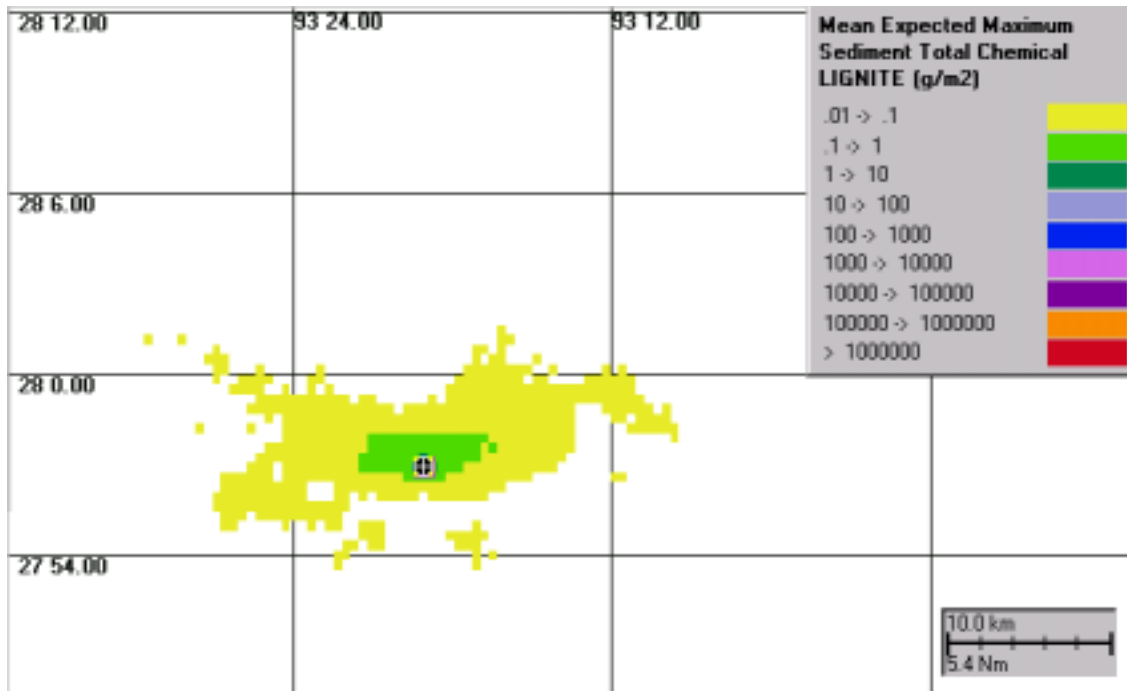 28 12.00
93 24.00
93 12.00
Mean Expected Maximum
Sediment Total Chemical
LIGNITE (g/m2)
.01 -> .1
.1 -> 1
1 -> 10
10 -> 100
100 -> 1000
1000 -> 10000
10000 -> 100000
100000 -> 1000000
> 1000000
28 6.00
28 0.00
27 54.00
10.0 km
5.4 Nm